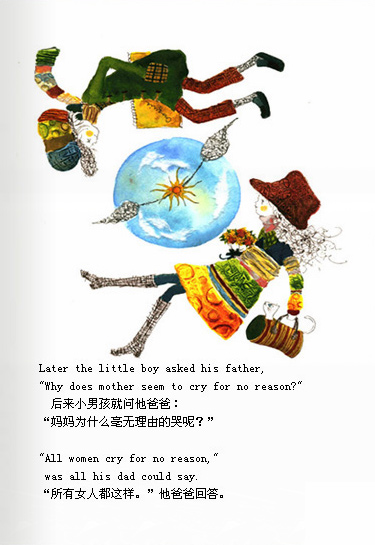 Later the little boy asked his father,
"Why does mother seem to cry for no reason?"
后来小男孩就问他爸爸：
“妈妈为什么毫无理由的哭呢？”
"All women cry for no reason,"
was all his dad could say.
“所有女人都这样。”他爸爸回答。